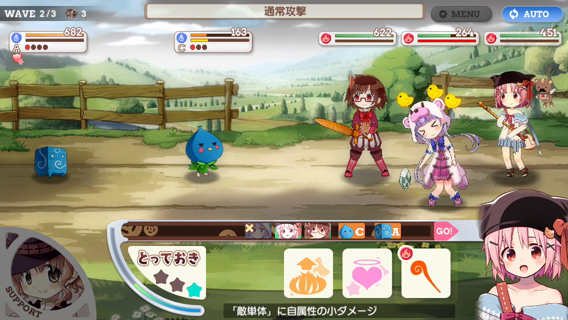 WAVE 2/3
3
通常攻撃
MENU
AUTO
682
A
163
C
622
264
451
C
A
GO!
とっておき
SUPPORT
「敵単体」に自属性の小ダメージ